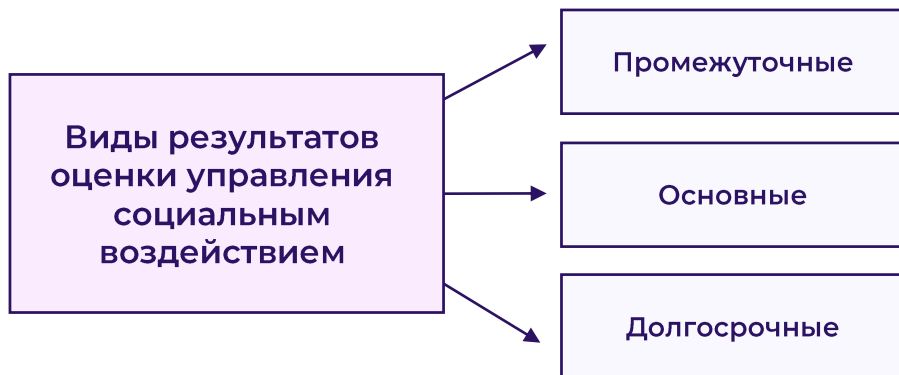 Виды результатов
оценки управления
социальным
воздействием
Промежуточные
Основные
Долгосрочные